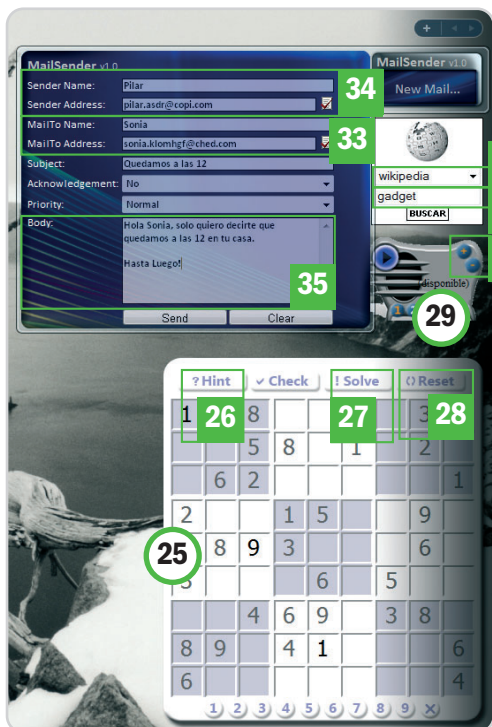 MailSender v1.0
Sender Name: Pilar
Sender Address: pilar.asdr@copi.com
34
MailTo Name: Sonia
MailTo Address: sonia.klomhgf@ched.com
33
Subject: Quedamos a las 12
Acknowledgement: No
Priority: Normal
Body: Hola Sonia, solo quiero decirte que
quedamos a las 12 en tu casa.
Hasta Luego!
35
Send Clear
MailSender v1.0
New Mail...
wikipedia
gadget
BUSCAR
disponible)
1 2
29
? Hint ✓ Check ! Solve () Reset
26 27 28
1 8 3
5 8 1 2
6 2 1
2 1 5 9
25 8 9 3 6
6 5
4 6 9 3 8
8 9 4 1 6
6 4
1 2 3 4 5 6 7 8 9 X